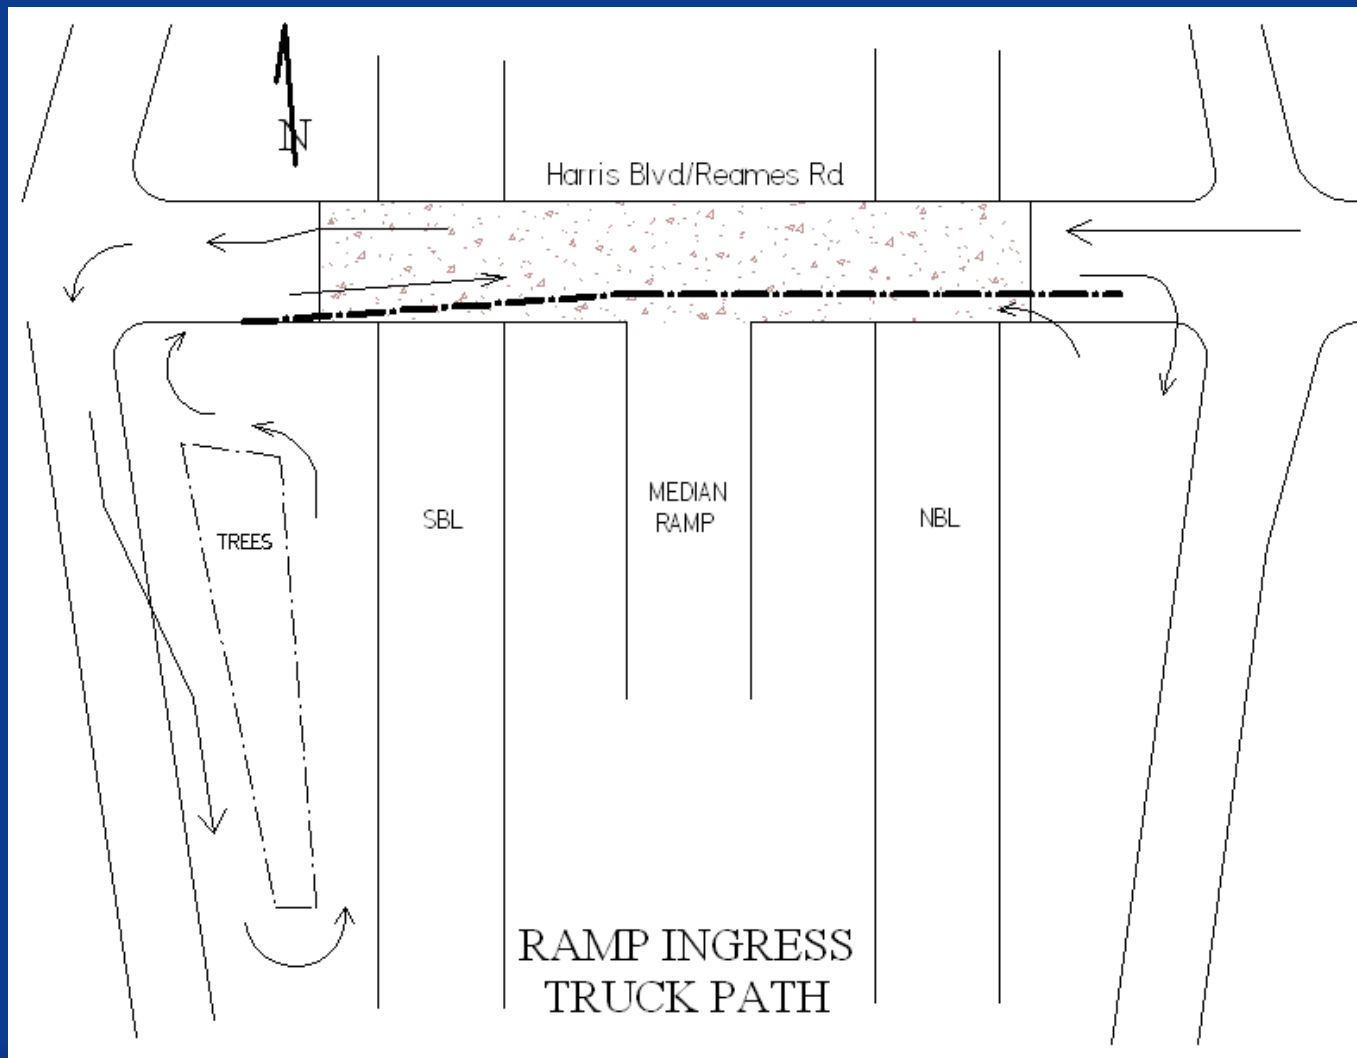 N
Harris Blvd/Reames Rd
MEDIAN
RAMP
SBL
NBL
TREES
RAMP INGRESS
TRUCK PATH